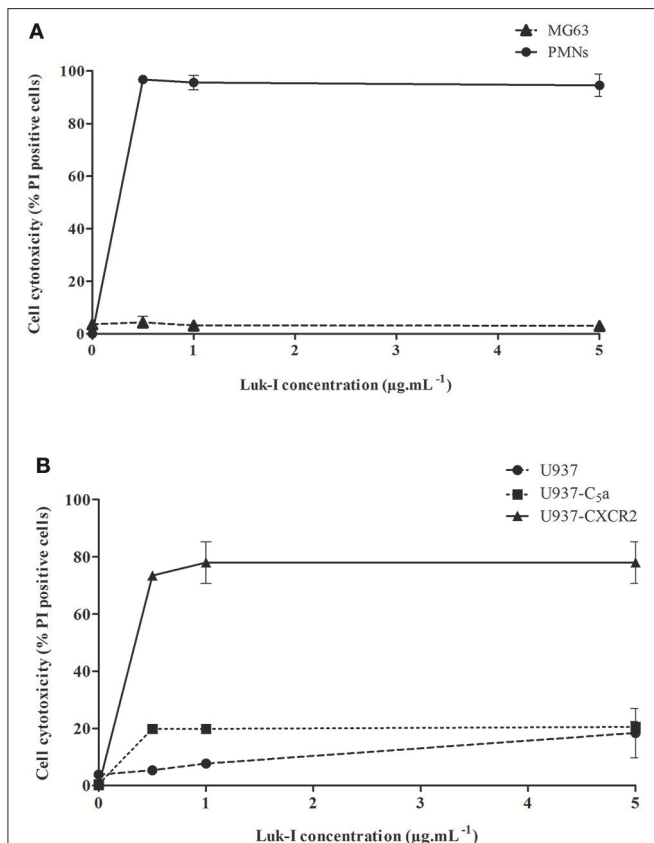 A
MG63
PMNs
Cell cytotoxicity (% PI positive cells)
100
80
60
40
20
0
0 1 2 3 4 5
Luk-I concentration (µg.mL⁻¹)
B
U937
U937-C₅a
U937-CXCR2
Cell cytotoxicity (% PI positive cells)
100
80
60
40
20
0
0 1 2 3 4 5
Luk-I concentration (µg.mL⁻¹)